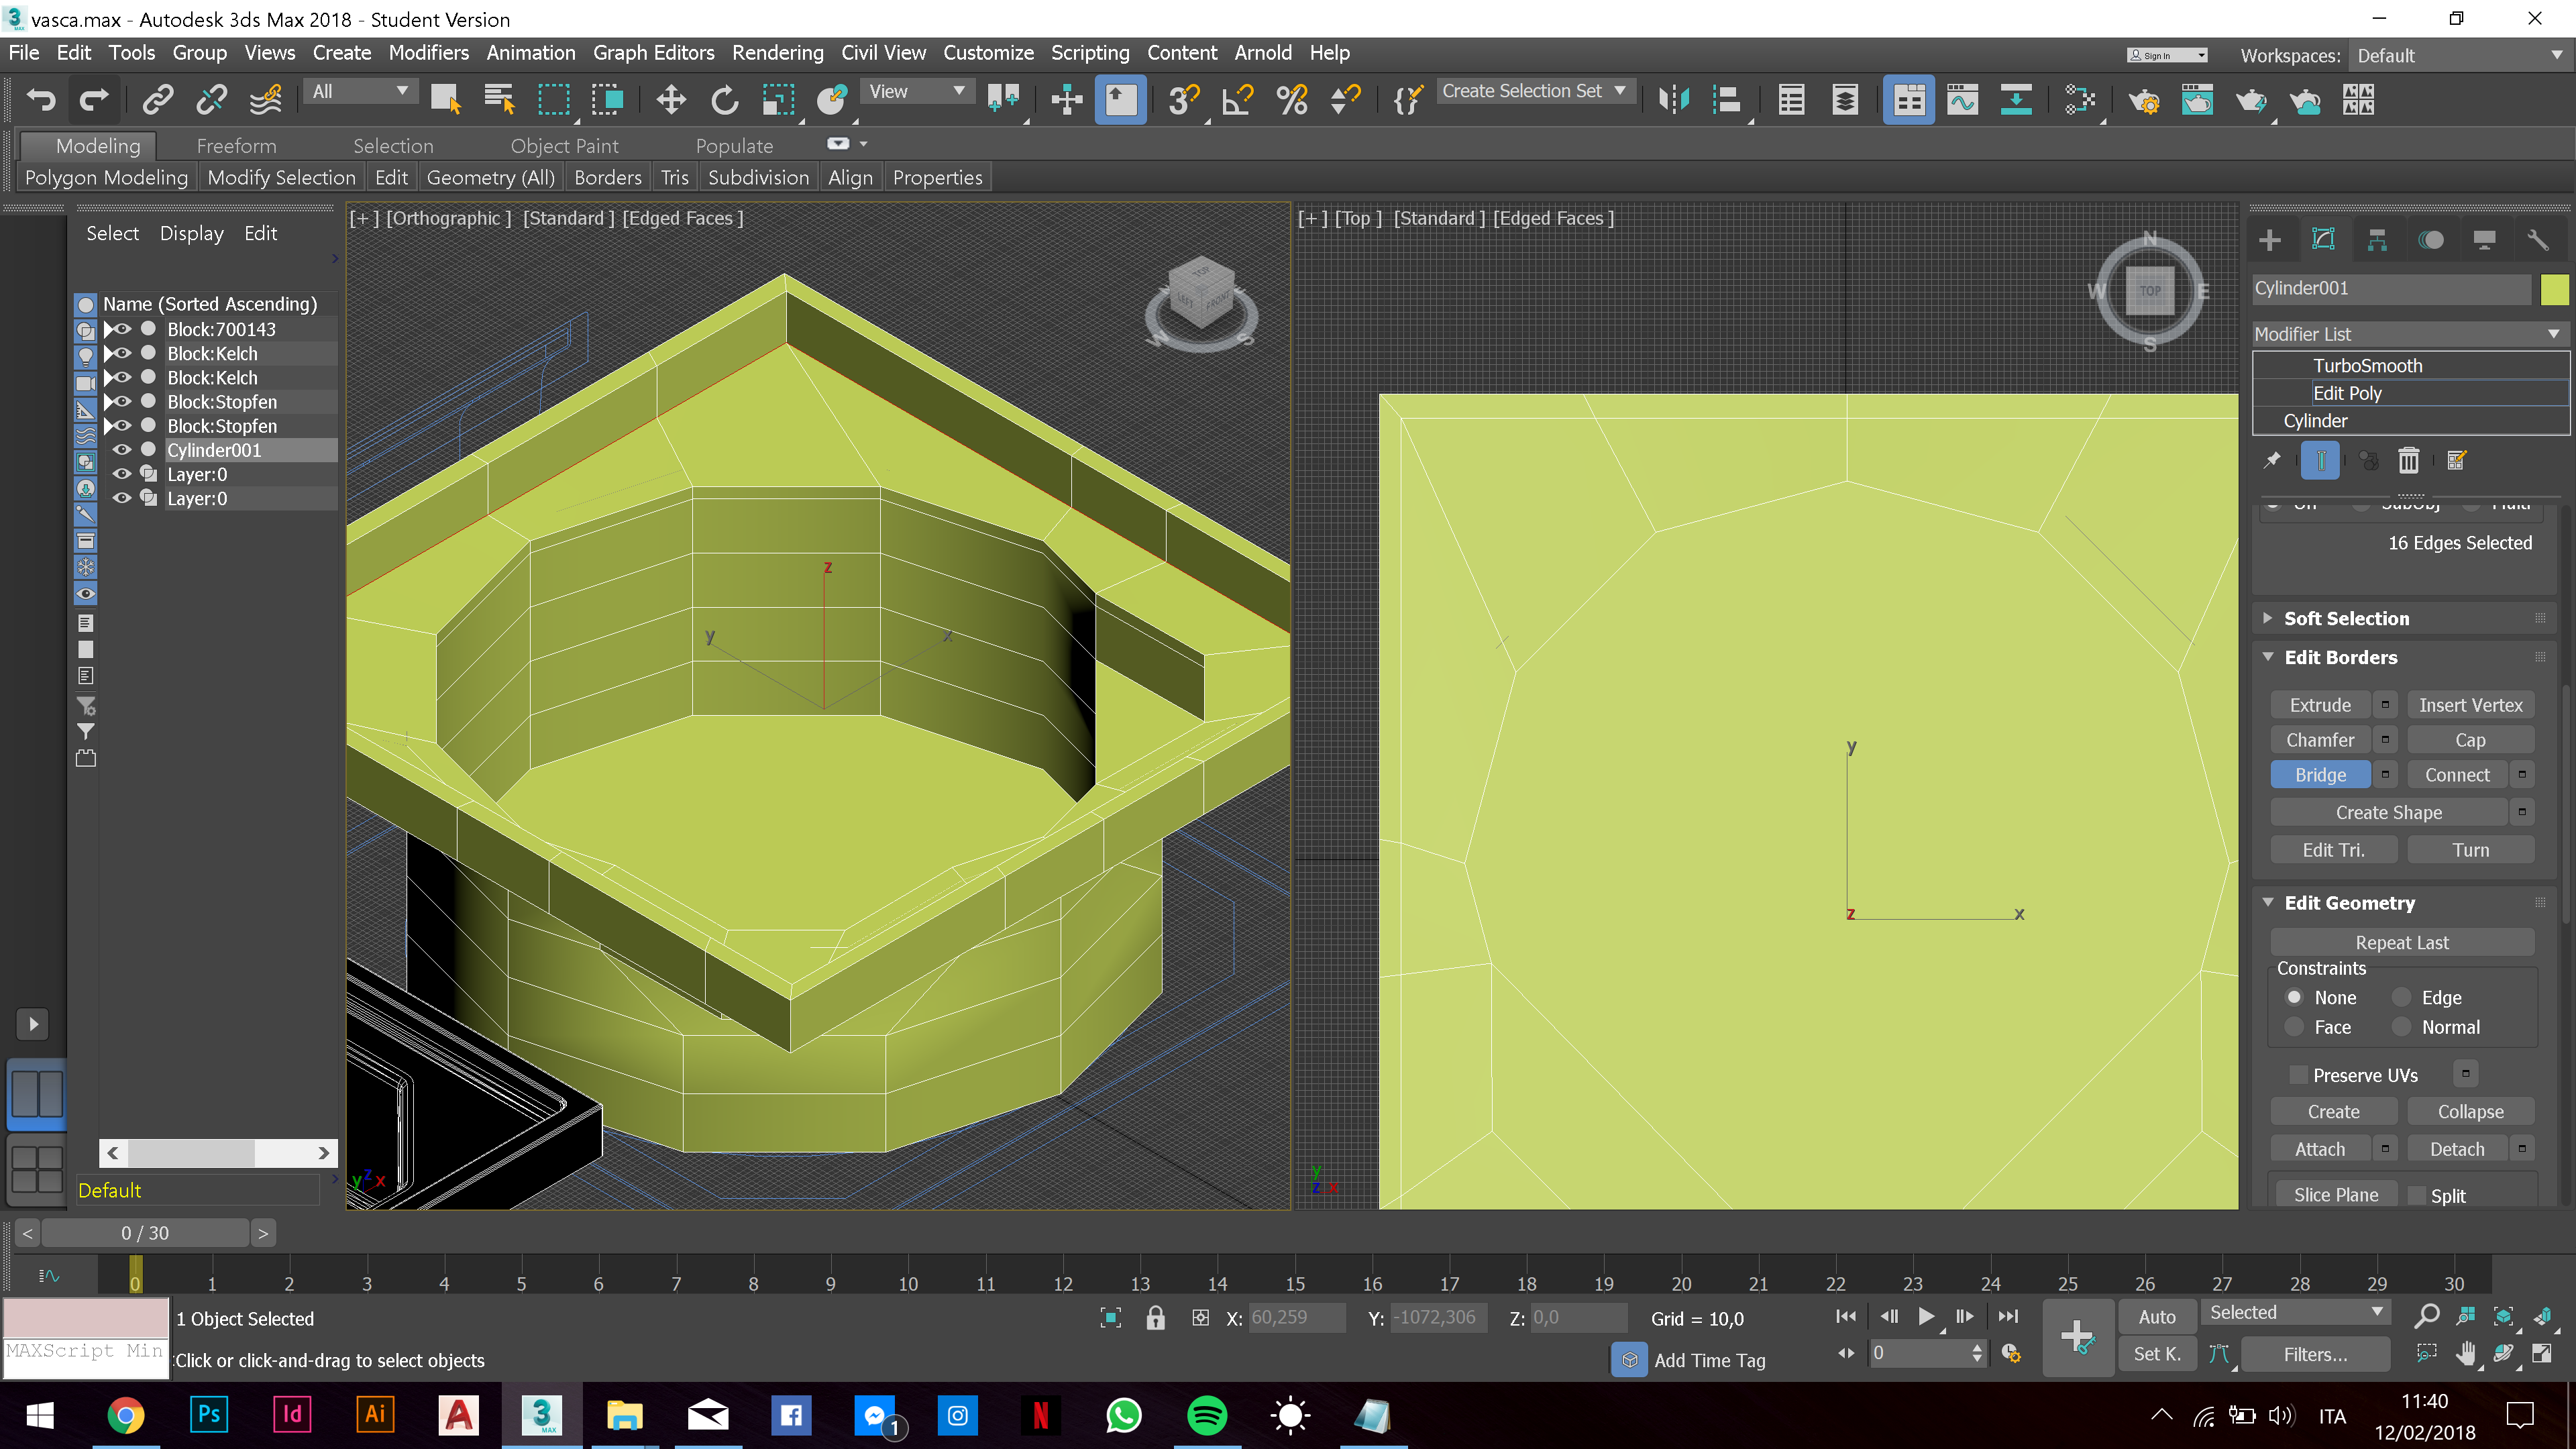 vasca.max - Autodesk 3ds Max 2018 - Student Version
File Edit Tools Group Views Create Modifiers Animation Graph Editors Rendering Civil View Customize Scripting Content Arnold Help
Sign In
Workspaces: Default
All
View
Create Selection Set
Modeling Freeform Selection Object Paint Populate
Polygon Modeling Modify Selection Edit Geometry (All) Borders Tris Subdivision Align Properties
Select Display Edit
Name (Sorted Ascending)
Block:700143
Block:Kelch
Block:Kelch
Block:Stopfen
Block:Stopfen
Cylinder001
Layer:0
Layer:0
Default
[+] [Orthographic] [Standard] [Edged Faces]
TOP
LEFT
FRONT
W
S
z
y
x
y z x
[+] [Top] [Standard] [Edged Faces]
N
W TOP E
S
y
z x
y
z x
Cylinder001
Modifier List
TurboSmooth
Edit Poly
Cylinder
16 Edges Selected
Soft Selection
Edit Borders
Extrude Insert Vertex
Chamfer Cap
Bridge Connect
Create Shape
Edit Tri. Turn
Edit Geometry
Repeat Last
Constraints
None Edge
Face Normal
Preserve UVs
Create Collapse
Attach Detach
Slice Plane Split
< 0 / 30 >
0 1 2 3 4 5 6 7 8 9 10 11 12 13 14 15 16 17 18 19 20 21 22 23 24 25 26 27 28 29 30
1 Object Selected
X: 60,259 Y: -1072,306 Z: 0,0 Grid = 10,0
Auto Selected
MAXScript Min
Click or click-and-drag to select objects
Add Time Tag
0
Set K. Filters...
Ps Id Ai A 3 MAX 1 N
ITA
11:40
12/02/2018